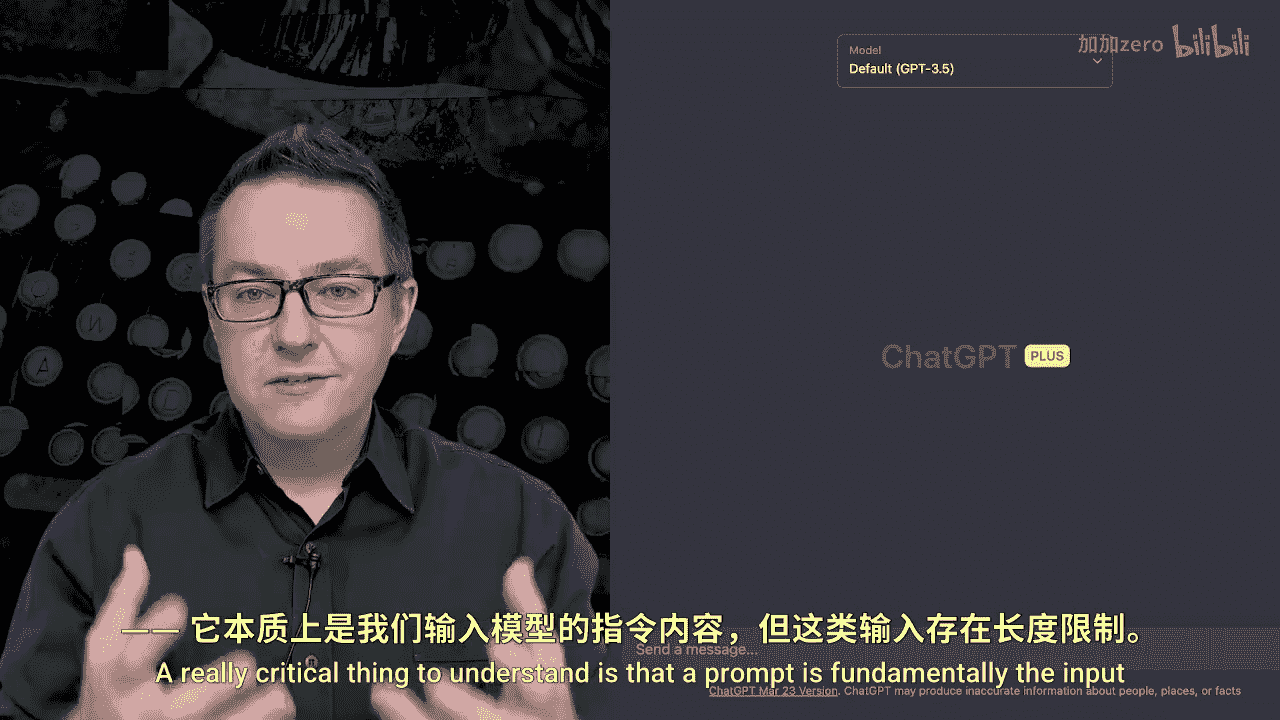 加加zero bilibili
Model
Default (GPT-3.5)
ChatGPT PLUS
—— 它本质上是我们输入模型的指令内容，但这类输入存在长度限制。
Send a message...
A really critical thing to understand is that a prompt is fundamentally the input
ChatGPT Mar 23 Version. ChatGPT may produce inaccurate information about people, places, or facts